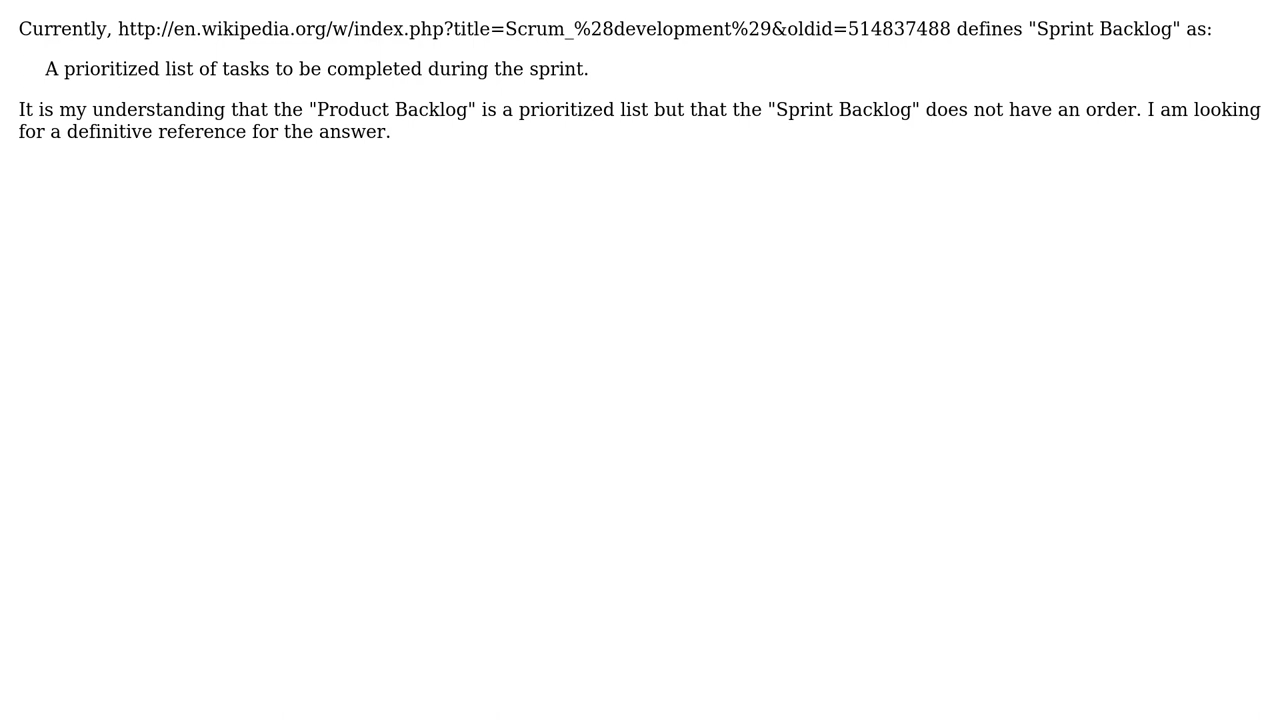 Currently, http://en.wikipedia.org/w/index.php?title=Scrum_%28development%29&oldid=514837488 defines "Sprint Backlog" as:
A prioritized list of tasks to be completed during the sprint.
It is my understanding that the "Product Backlog" is a prioritized list but that the "Sprint Backlog" does not have an order. I am looking
for a definitive reference for the answer.